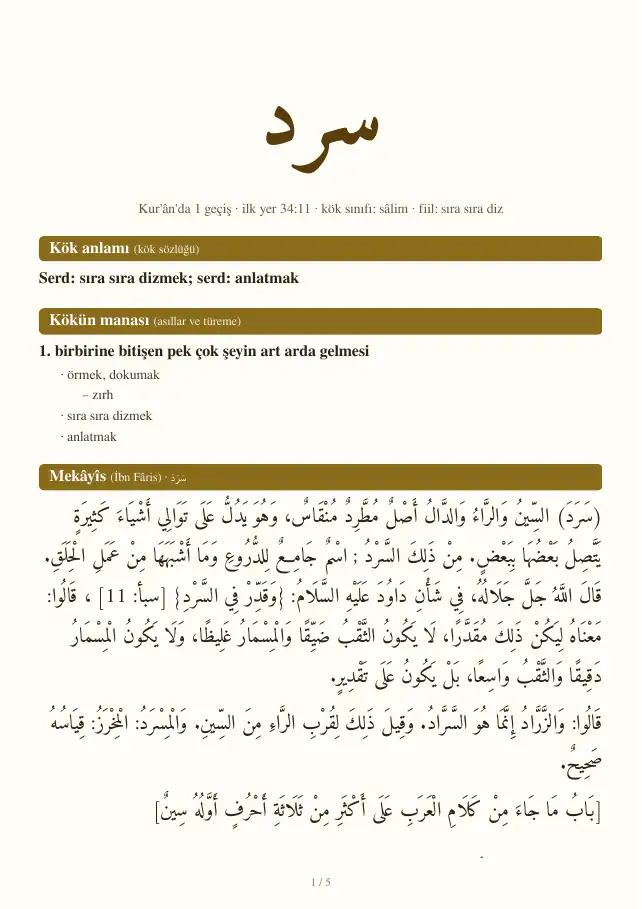 سرد
Kur'ân'da 1 geçiş · ilk yer 34:11 · kök sınıfı: sâlim · fiil: sıra sıra diz
Kök anlamı (kök sözlüğü)
Serd: sıra sıra dizmek; serd: anlatmak
Kökün manası (asıllar ve türeme)
1. birbirine bitişen pek çok şeyin art arda gelmesi
· örmek, dokumak
– zırh
· sıra sıra dizmek
· anlatmak
Mekâyîs (İbn Fâris) · سَرَدَ
(سَرَدَ) السِّينُ وَالرَّاءُ وَالدَّالُ أَصْلٌ مُطَّرِدٌ مُنْقَاسٌ، وَهُوَ يَدُلُّ عَلَى تَوَالِي أَشْيَاءَ كَثِيرَةٍ
يَتَّصِلُ بَعْضُهَا بِبَعْضٍ. مِنْ ذَلِكَ السَّرْدُ ; اسْمٌ جَامِعٌ لِلدُّرُوعِ وَمَا أَشْبَهَهَا مِنْ عَمَلِ الْحَلَقِ.
قَالَ اللَّهُ جَلَّ جَلَالُهُ، فِي شَأْنِ دَاوُدَ عَلَيْهِ السَّلَامُ: {وَقَدِّرْ فِي السَّرْدِ} [سبأ: 11] ، قَالُوا:
مَعْنَاهُ لِيَكُنْ ذَلِكَ مُقَدَّرًا، لَا يَكُونُ الثَّقْبُ ضَيِّقًا وَالْمِسْمَارُ غَلِيظًا، وَلَا يَكُونُ الْمِسْمَارُ
دَقِيقًا وَالثَّقْبُ وَاسِعًا، بَلْ يَكُونُ عَلَى تَقْدِيرٍ.
قَالُوا: وَالزَّرَّادُ إِنَّمَا هُوَ السَّرَّادُ. وَقِيلَ ذَلِكَ لِقُرْبِ الرَّاءِ مِنَ السِّينِ. وَالْمِسْرَدُ: الْمِخْرَزُ: قِيَاسُهُ
صَحِيحٌ.
[بَابُ مَا جَاءَ مِنْ كَلَامِ الْعَرَبِ عَلَى أَكْثَرِ مِنْ ثَلَاثَةِ أَحْرُفٍ أَوَّلُهُ سِينٌ]
1 / 5